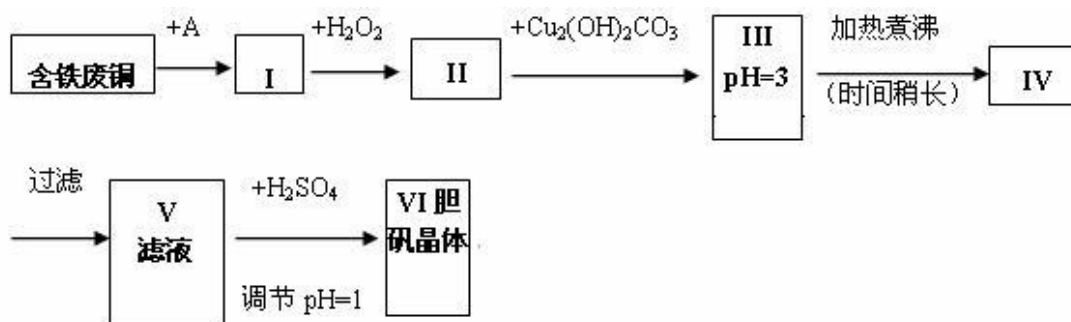 +A
+H₂O₂
+Cu₂(OH)₂CO₃
加热煮沸
含铁废铜
I
II
III
pH=3
(时间稍长)
IV
过滤
V
滤液
+H₂SO₄
调节 pH=1
VI 胆
矾晶体